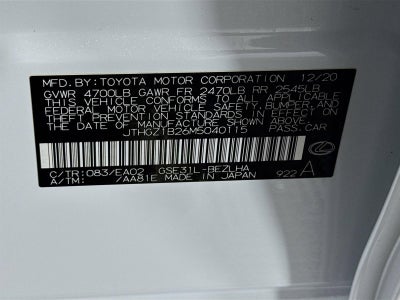 MFD.BY:TOYOTA MOTOR CORPORATION 12/20
GVWR 4700LB GAWR FR 2470LB RR 2545LB
THIS VEHICLE CONFORMS TO ALL APPLICABLE
FEDERAL MOTOR VEHICLE SAFETY, BUMPER, AND
THEFT PREVENTION STANDARDS IN EFFECT ON
THE DATE OF MANUFACTURE SHOWN ABOVE.
JTHGZ1B26M5040115 PASS.CAR
C/TR:083/EA02 GSE31L-BEZLHA
A/TM: /AA81E MADE IN JAPAN 922 A